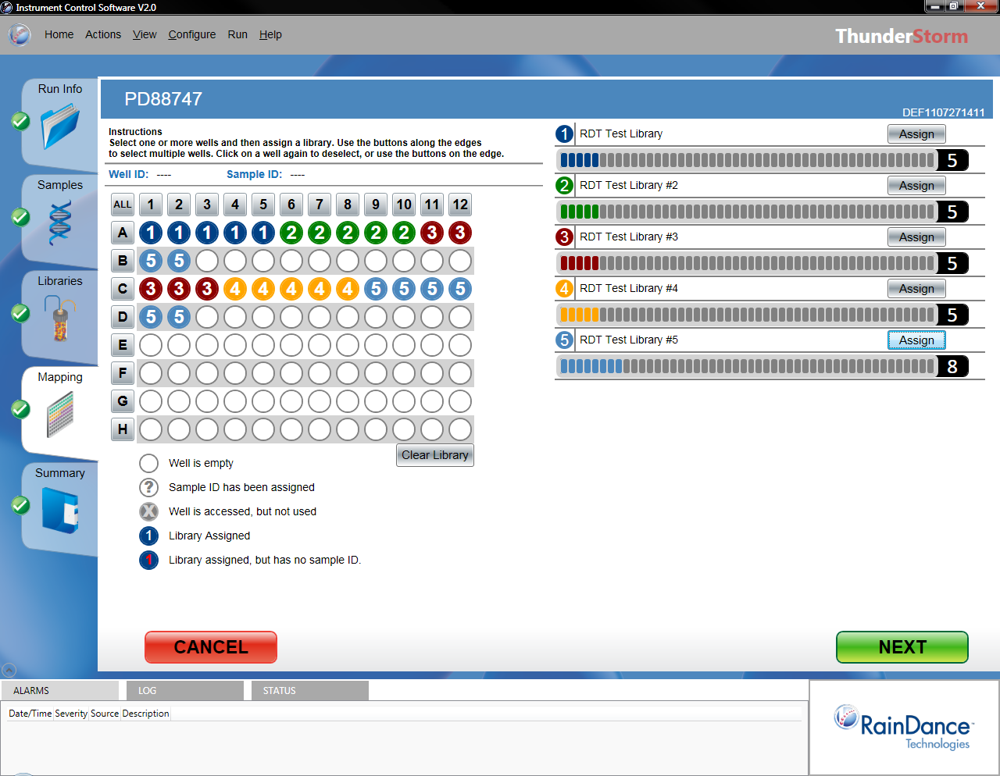 Instrument Control Software V2.0
Home Actions View Configure Run Help
ThunderStorm
Run Info
Samples
Libraries
Mapping
Summary
PD88747
DEF1107271411
Instructions
Select one or more wells and then assign a library. Use the buttons along the edges
to select multiple wells. Click on a well again to deselect, or use the buttons on the edge.
Well ID: ---- Sample ID: ----
ALL 1 2 3 4 5 6 7 8 9 10 11 12
A 1 1 1 1 1 2 2 2 2 2 3 3
B 5 5
C 3 3 3 4 4 4 4 4 5 5 5 5
D 5 5
E
F
G
H
Clear Library
Well is empty
? Sample ID has been assigned
X Well is accessed, but not used
1 Library Assigned
1 Library assigned, but has no sample ID.
1 RDT Test Library Assign
5
2 RDT Test Library #2 Assign
5
3 RDT Test Library #3 Assign
5
4 RDT Test Library #4 Assign
5
5 RDT Test Library #5 Assign
8
CANCEL
NEXT
ALARMS LOG STATUS
Date/Time Severity Source Description
RainDance™
Technologies